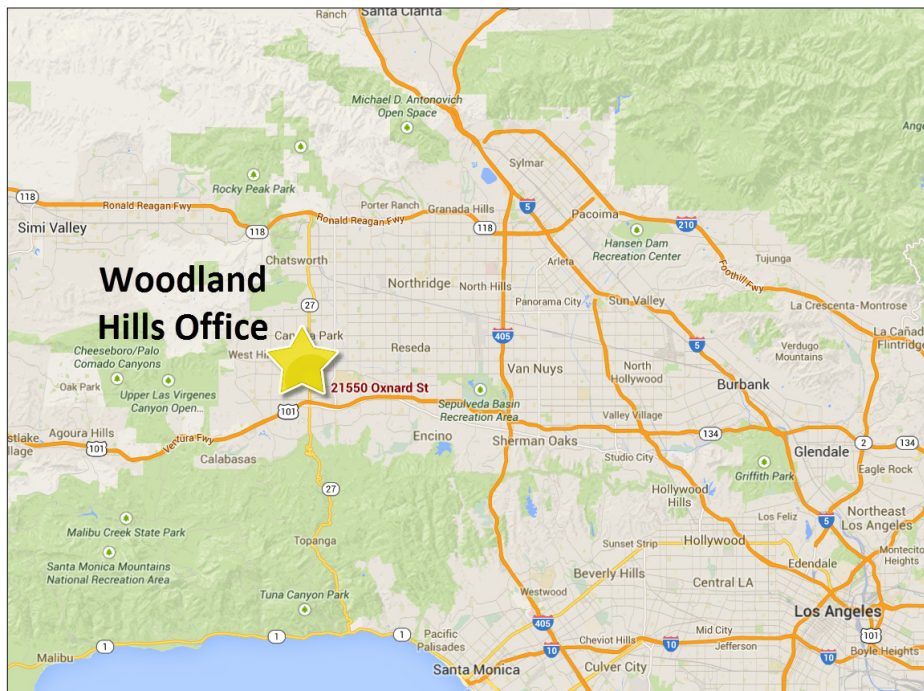 Santa Clarita
Ranch
Michael D. Antonovich
Open Space
Sylmar
Rocky Peak Park
118
Ronald Reagan Fwy
Porter Ranch
Granada Hills
5
Pacoima
210
Simi Valley
118
Ronald Reagan Fwy
118
Hansen Dam
Recreation Center
Chatsworth
Arleta
Tujunga
Foothill Fwy
Woodland
Hills Office
Northridge
North Hills
Panorama City
Sun Valley
27
La Crescenta-Montrose
405
5
Verdugo
Mountains
La Cañada
Flintridge
Reseda
Cheeseboro/Palo
Comado Canyons
Van Nuys
North
Hollywood
Burbank
Oak Park
Upper Las Virgenes
Canyon Open...
21550 Oxnard St
Sepulveda Basin
Recreation Area
101
Valley Village
Agoura Hills
101
Ventura Fwy
Encino
Sherman Oaks
134
2
134
Calabasas
Studio City
Glendale
Griffith Park
Eagle Rock
27
Hollywood
Hills
Los Feliz
5
Northeast
Los Angeles
Malibu Creek State Park
Topanga
Sunset Strip
Hollywood
Edendale
Montecito
Heights
Santa Monica Mountains
National Recreation Area
Beverly Hills
Central LA
Tuna Canyon Park
Westwood
Los Angeles
1
1
1
Pacific
Palisades
405
Mid City
101
Cheviot Hills
10
Jefferson
Boyle Heights
Malibu
10
10
Santa Monica
Culver City